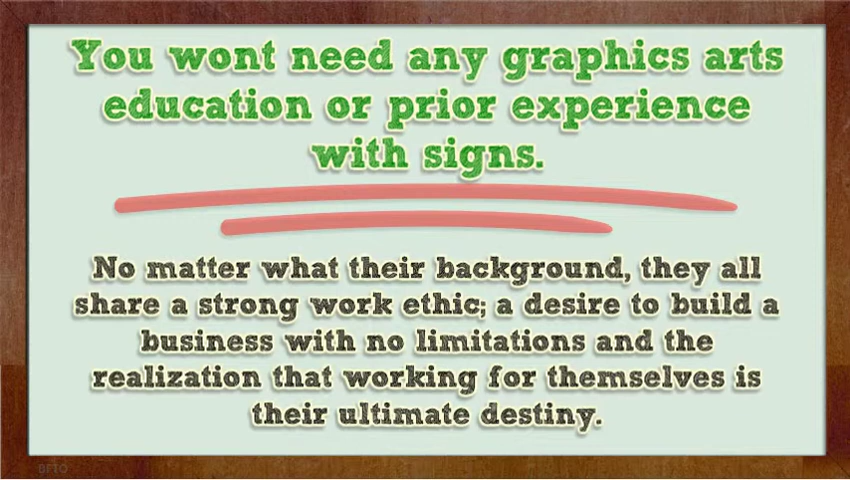 You wont need any graphics arts
education or prior experience
with signs.
No matter what their background, they all
share a strong work ethic; a desire to build a
business with no limitations and the
realization that working for themselves is
their ultimate destiny.
BFTO